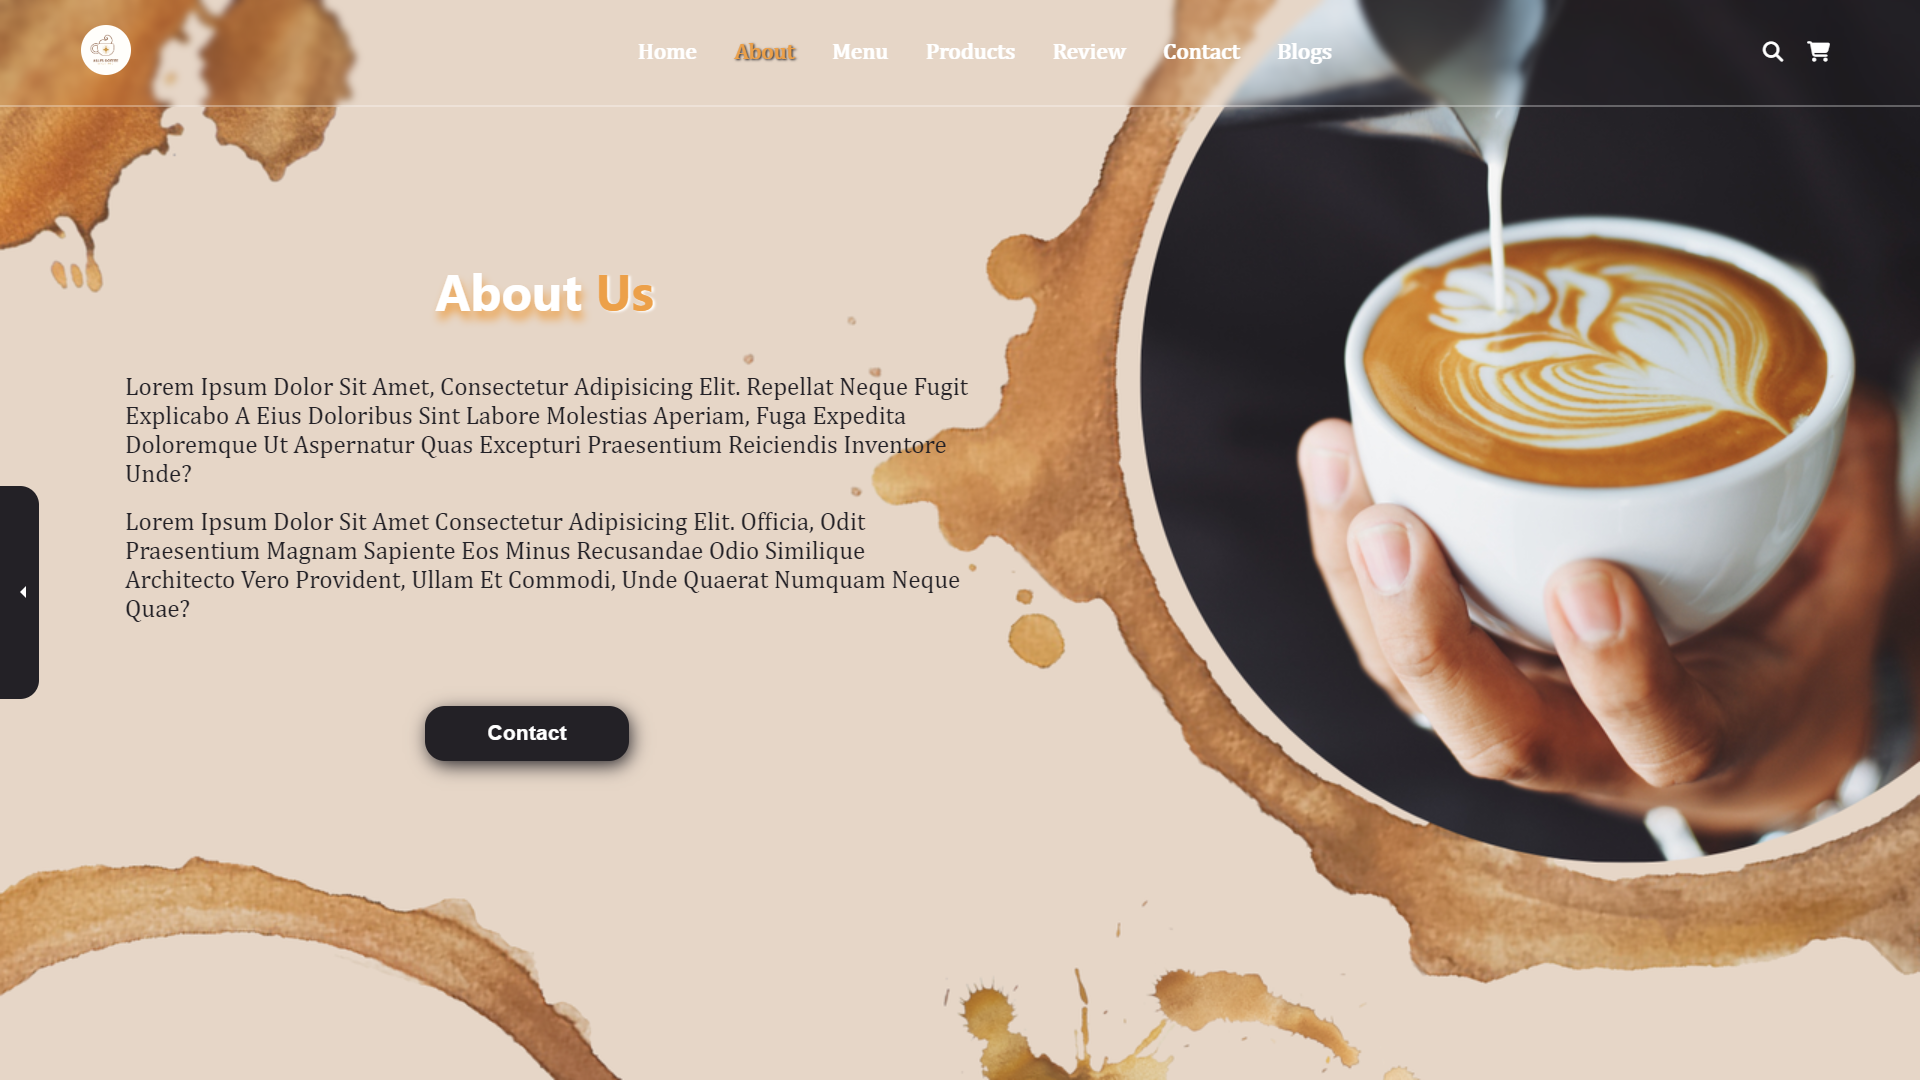 Home About Menu Products Review Contact Blogs
About Us
Lorem Ipsum Dolor Sit Amet, Consectetur Adipisicing Elit. Repellat Neque Fugit
Explicabo A Eius Doloribus Sint Labore Molestias Aperiam, Fuga Expedita
Doloremque Ut Aspernatur Quas Excepturi Praesentium Reiciendis Inventore
Unde?
Lorem Ipsum Dolor Sit Amet Consectetur Adipisicing Elit. Officia, Odit
Praesentium Magnam Sapiente Eos Minus Recusandae Odio Similique
Architecto Vero Provident, Ullam Et Commodi, Unde Quaerat Numquam Neque
Quae?
Contact